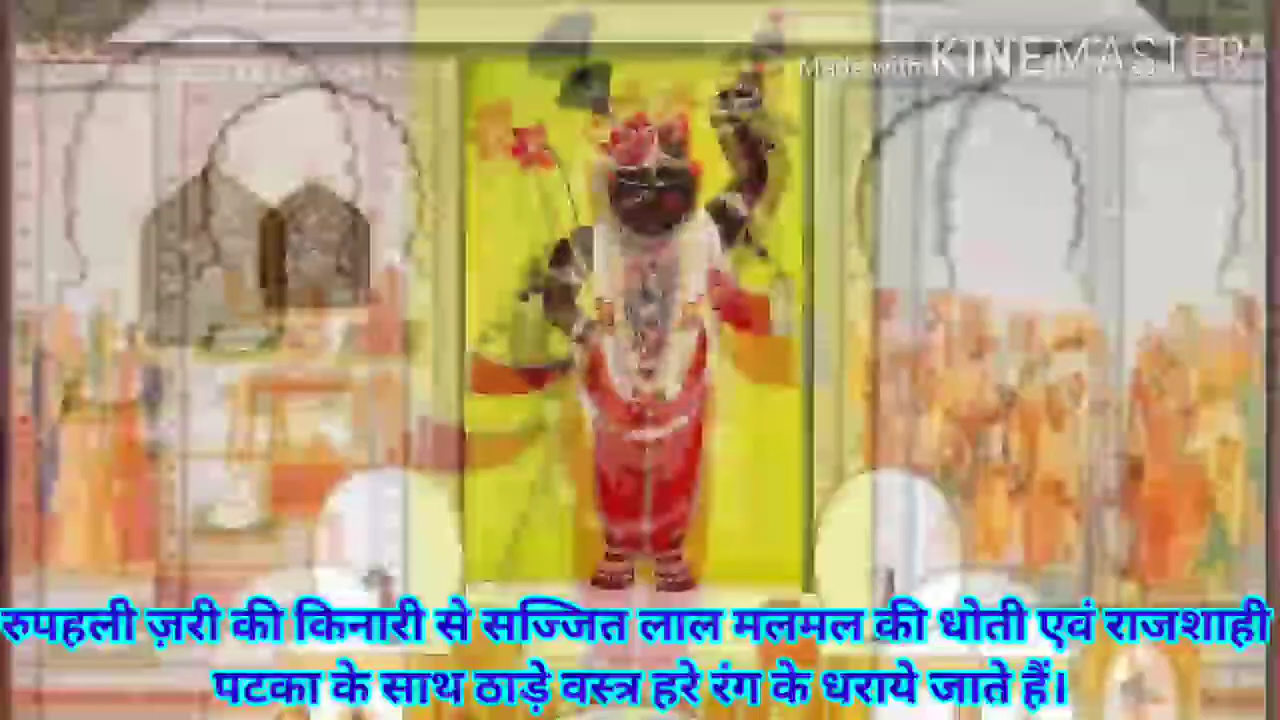 Made with KINEMASTER
रुपहली ज़री की किनारी से सज्जित लाल मलमल की धोती एवं राजशाही
पटका के साथ ठाड़े वस्त्र हरे रंग के धराये जाते हैं।